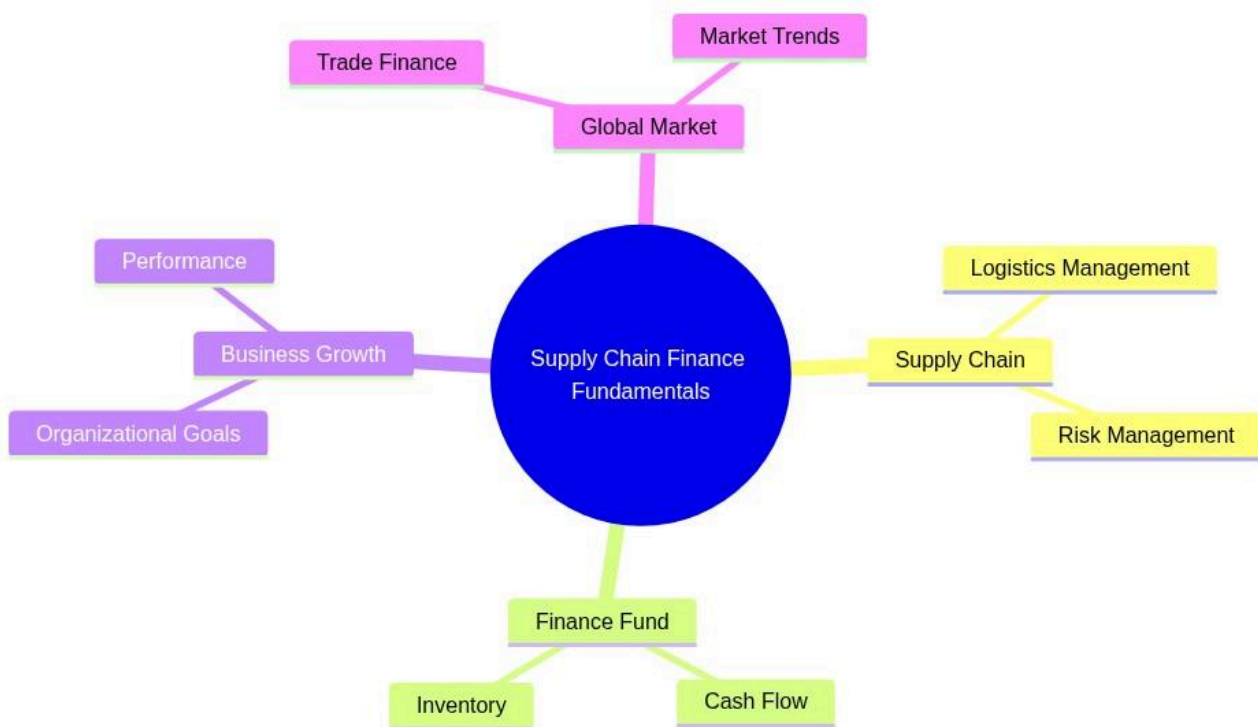 Market Trends
Trade Finance
Global Market
Performance
Logistics Management
Business Growth
Supply Chain Finance
Fundamentals
Supply Chain
Organizational Goals
Risk Management
Finance Fund
Inventory
Cash Flow